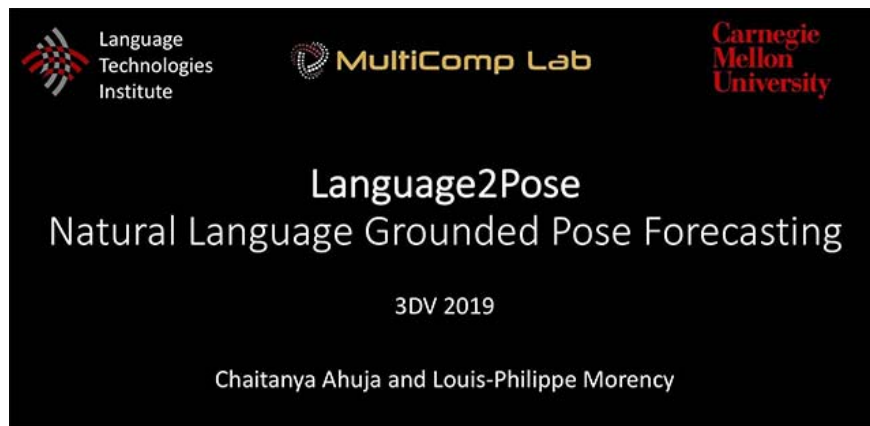 Language
Technologies
Institute
MultiComp Lab
Carnegie
Mellon
University
Language2Pose
Natural Language Grounded Pose Forecasting
3DV 2019
Chaitanya Ahuja and Louis-Philippe Morency